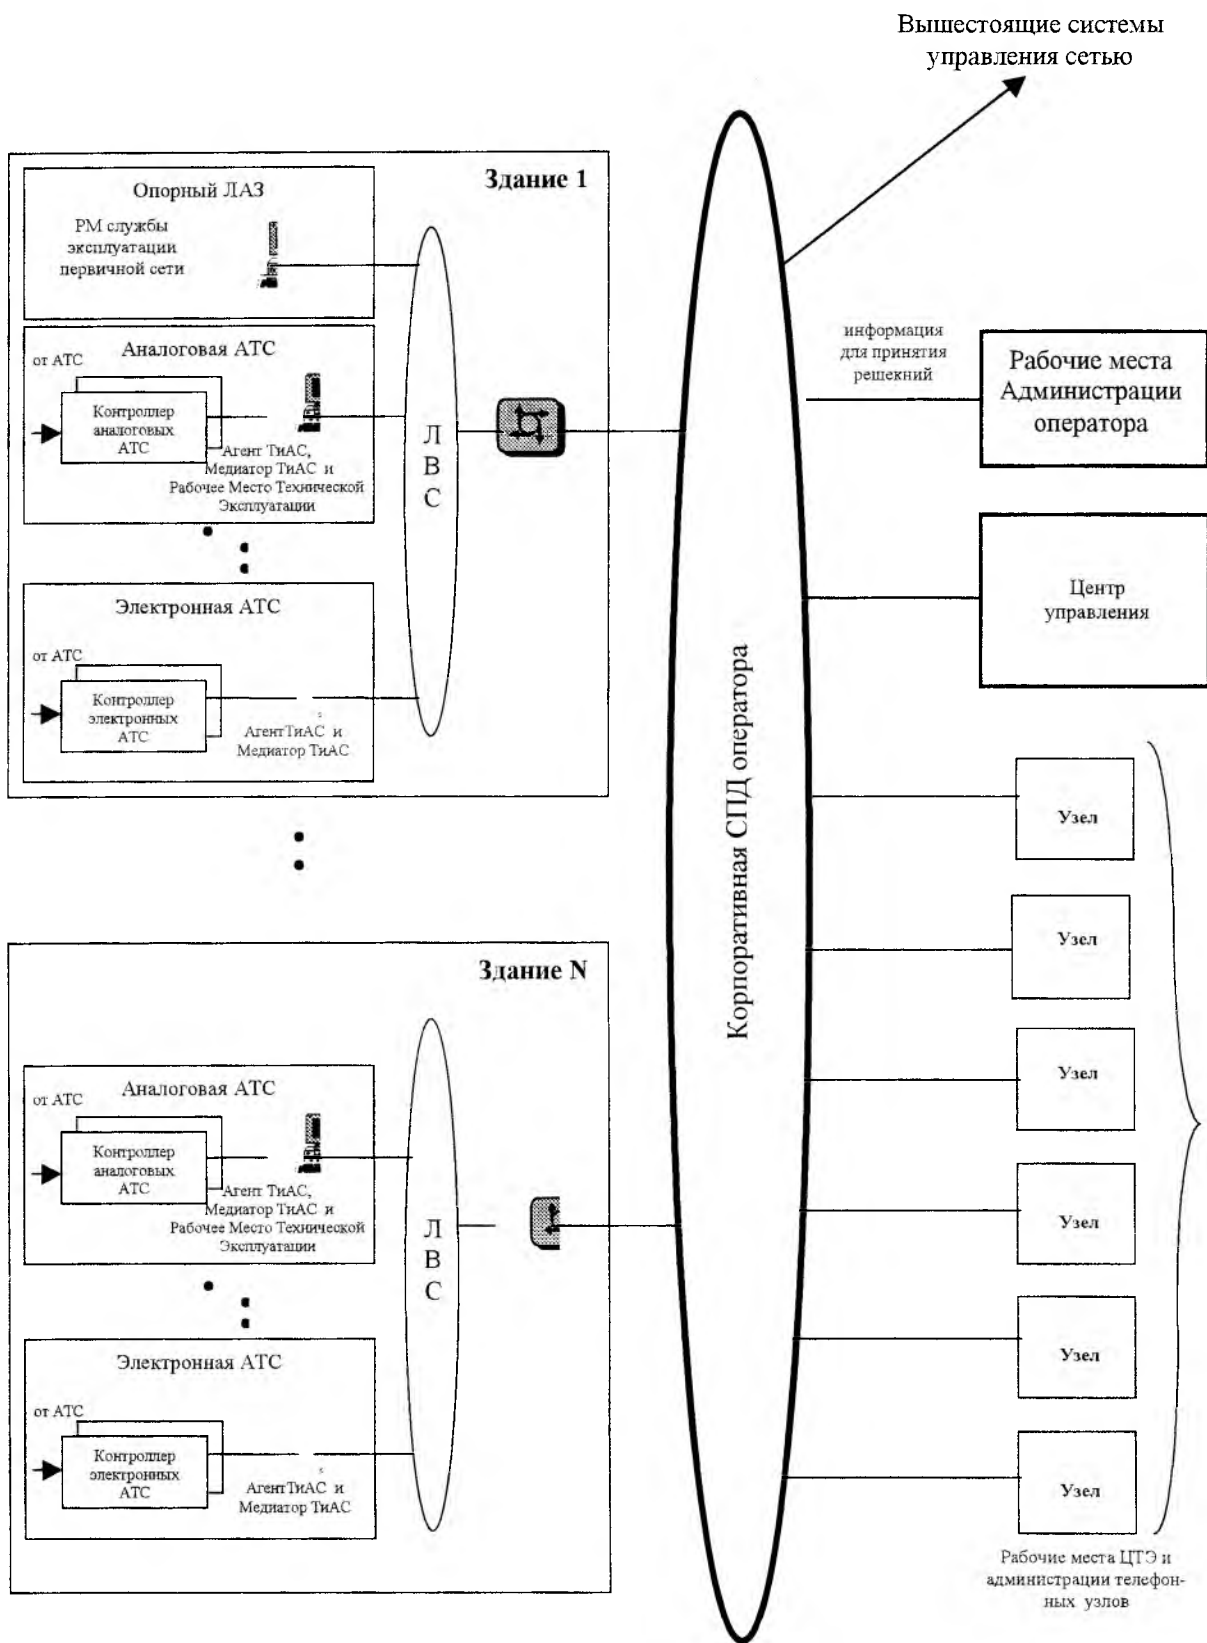 Вышестоящие системы
управления сетью
Здание 1
Опорный ЛАЗ
РМ службы
эксплуатации
первичной сети
Аналоговая АТС
от АТС
Контроллер
аналоговых
АТС
Агент ТиАС,
Медиатор ТиАС и
Рабочее Место Технической
Эксплуатации
Электронная АТС
от АТС
Контроллер
электронных
АТС
АгентТиАС и
Медиатор ТиАС
Л
В
С
Здание N
Аналоговая АТС
от АТС
Контроллер
аналоговых
АТС
Агент ТиАС,
Медиатор ТиАС и
Рабочее Место Технической
Эксплуатации
Электронная АТС
от АТС
Контроллер
электронных
АТС
АгентТиАС и
Медиатор ТиАС
Л
В
С
Корпоративная СПД оператора
информация
для принятия
решекний
Рабочие места
Администрации
оператора
Центр
управления
Узел
Узел
Узел
Узел
Узел
Узел
Рабочие места ЦТЭ и
администрации телефон-
ных узлов